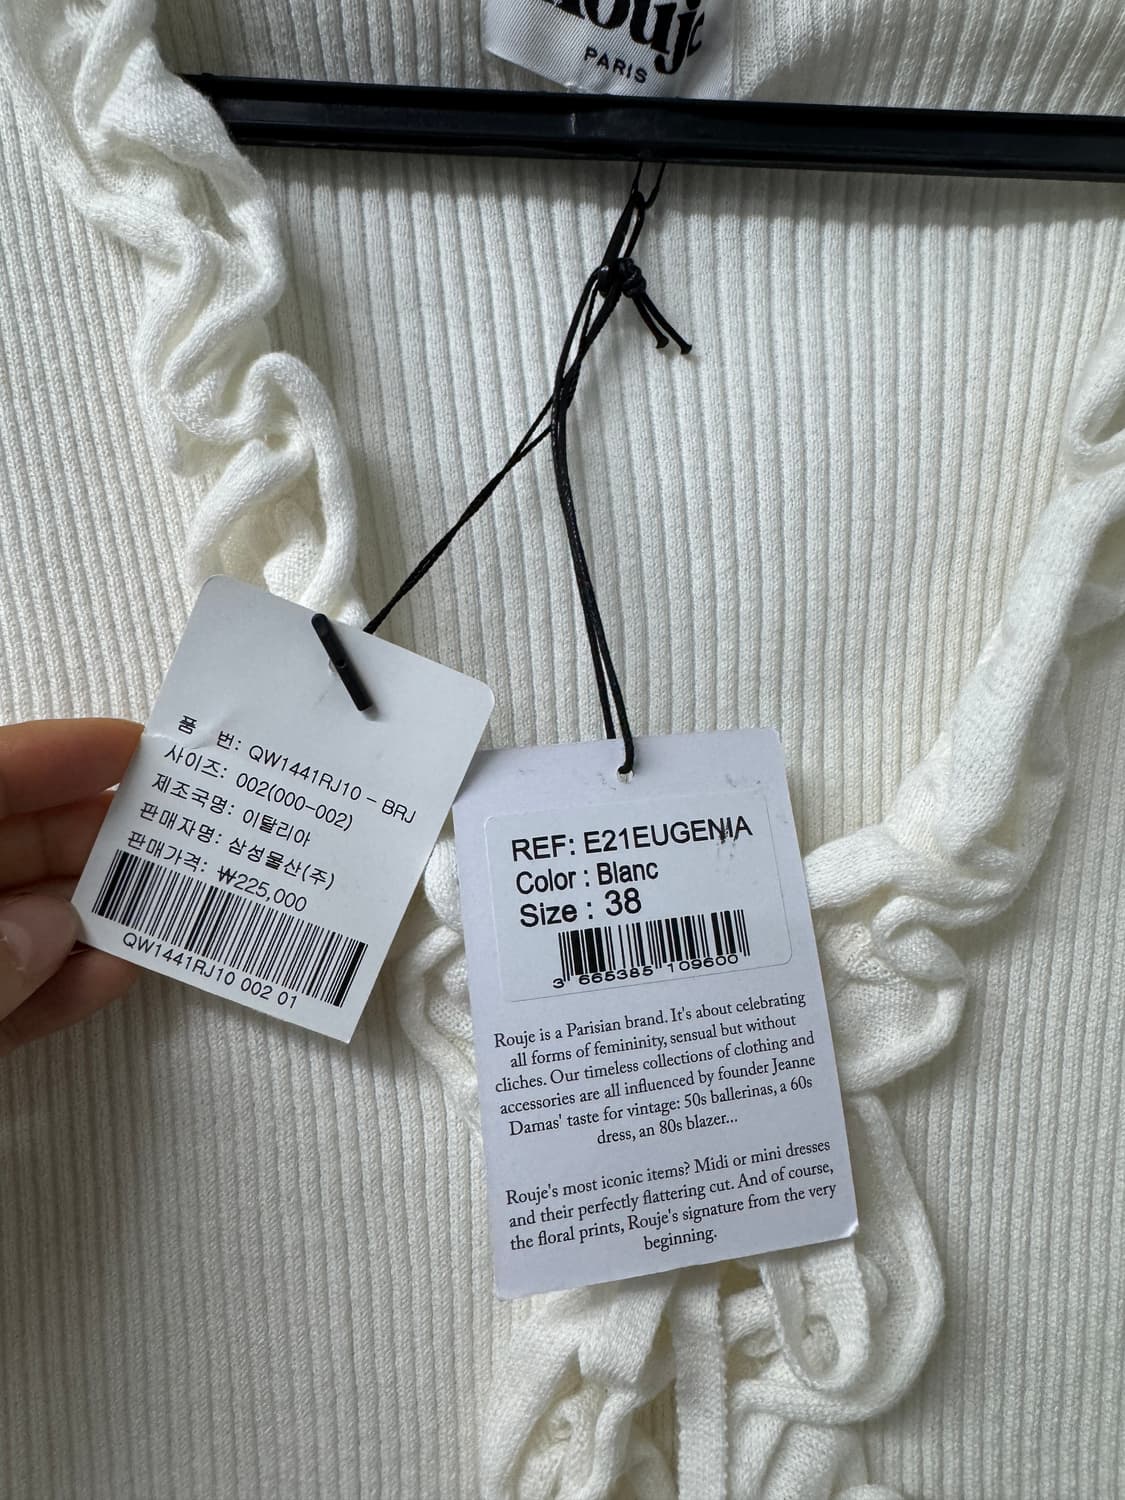 Rouje
PARIS
품 번: QW1441RJ10 - BRJ
사이즈: 002(000-002)
제조국명: 이탈리아
판매자명: 삼성물산(주)
판매가격: ₩225,000
QW1441RJ10 002 01
REF: E21EUGENIA
Color : Blanc
Size : 38
3 665385 109600
Rouje is a Parisian brand. It's about celebrating
all forms of femininity, sensual but without
cliches. Our timeless collections of clothing and
accessories are all influenced by founder Jeanne
Damas' taste for vintage: 50s ballerinas, a 60s
dress, an 80s blazer...
Rouje's most iconic items? Midi or mini dresses
and their perfectly flattering cut. And of course,
the floral prints, Rouje's signature from the very
beginning.